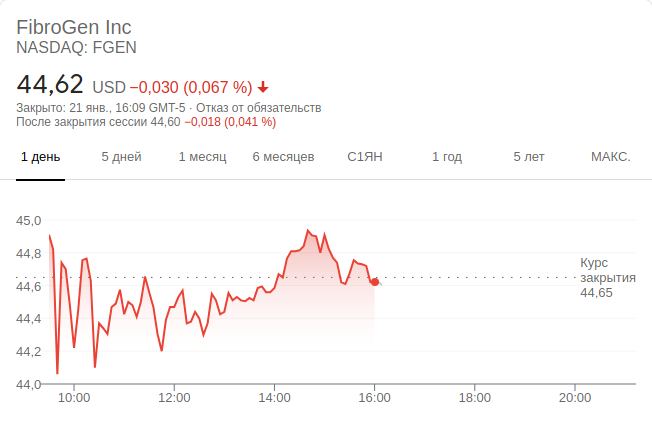 FibroGen Inc
NASDAQ: FGEN
44,62 USD −0,030 (0,067 %)
Закрыто: 21 янв., 16:09 GMT-5 · Отказ от обязательств
После закрытия сессии 44,60 −0,018 (0,041 %)
1 день 5 дней 1 месяц 6 месяцев С1ЯН 1 год 5 лет МАКС.
45,0
44,8
44,6
44,4
44,2
44,0
Курс
закрытия
44,65
10:00 12:00 14:00 16:00 18:00 20:00